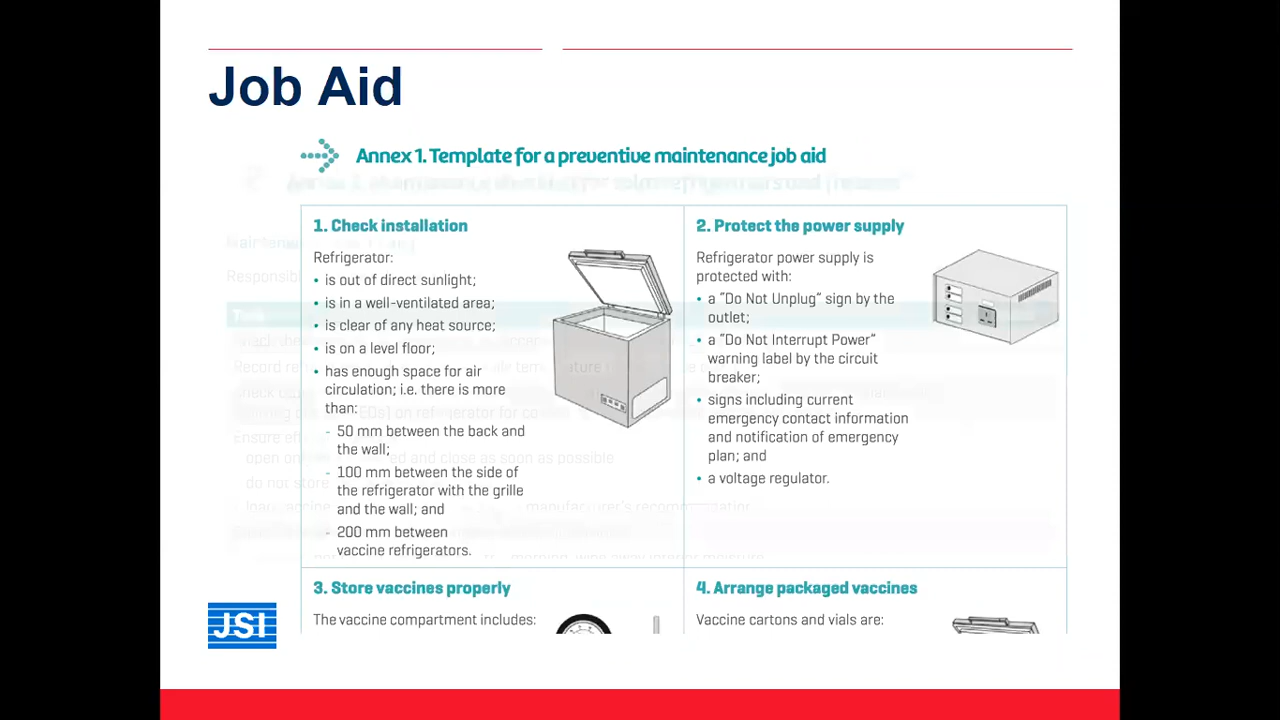 Job Aid
Annex 1. Template for a preventive maintenance job aid
1. Check installation
Refrigerator:
• is out of direct sunlight;
• is in a well-ventilated area;
• is clear of any heat source;
• is on a level floor;
• has enough space for air
circulation; i.e. there is more
than:
- 50 mm between the back and
the wall;
- 100 mm between the side of
the refrigerator with the grille
and the wall; and
- 200 mm between
vaccine refrigerators.
2. Protect the power supply
Refrigerator power supply is
protected with:
• a “Do Not Unplug” sign by the
outlet;
• a “Do Not Interrupt Power”
warning label by the circuit
breaker;
• signs including current
emergency contact information
and notification of emergency
plan; and
• a voltage regulator.
3. Store vaccines properly
The vaccine compartment includes:
4. Arrange packaged vaccines
Vaccine cartons and vials are:
JSI